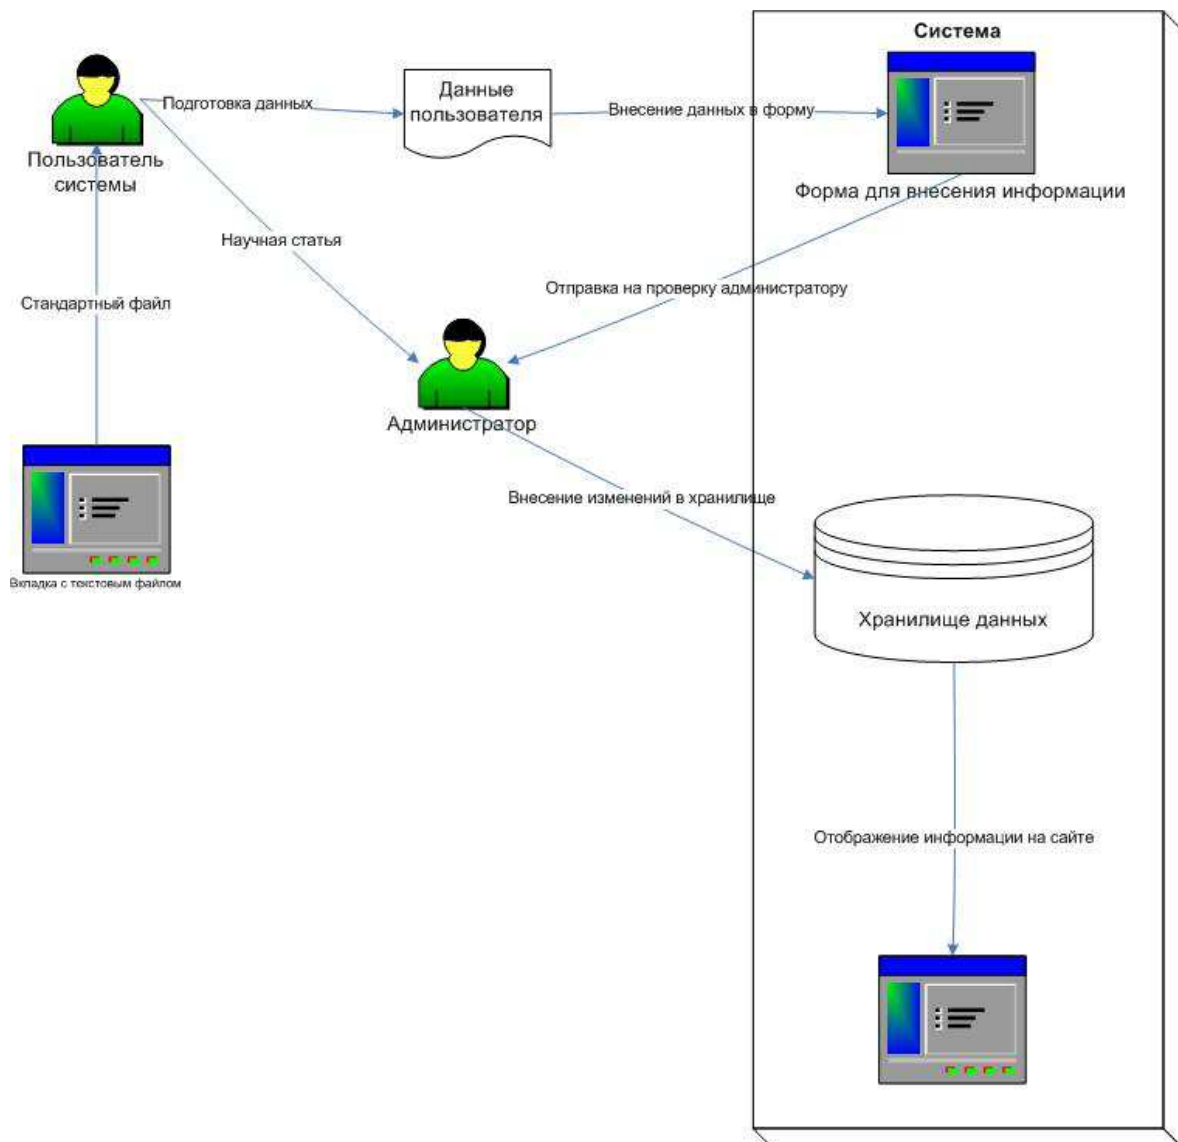 Система
Данные
пользователя
Подготовка данных
Внесение данных в форму
Пользователь
системы
Форма для внесения информации
Научная статья
Отправка на проверку администратору
Стандартный файл
Администратор
Внесение изменений в хранилище
Вкладка с текстовым файлом
Хранилище данных
Отображение информации на сайте